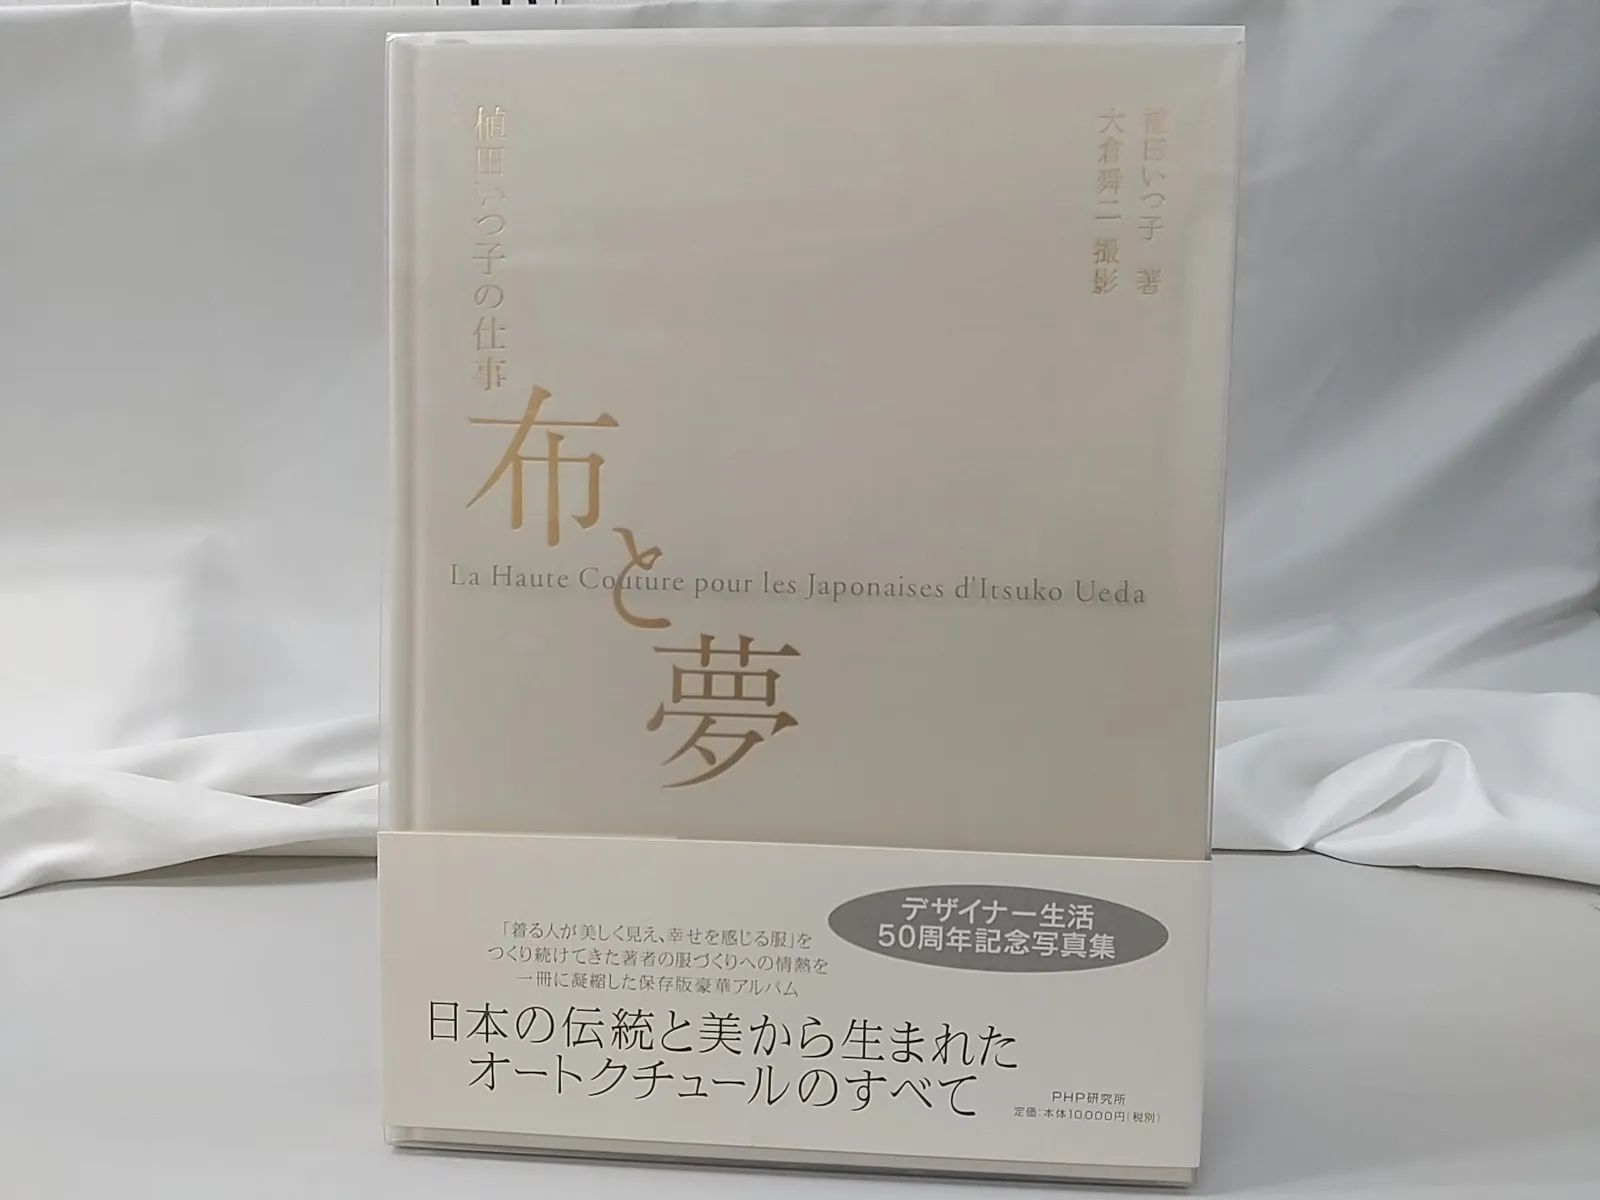 植田いつ子 著
大倉舜二 撮影
植田いつ子の仕事
布と夢
La Haute Couture pour les Japonaises d'Itsuko Ueda
デザイナー生活
50周年記念写真集
「着る人が美しく見え、幸せを感じる服」を
つくり続けてきた著者の服づくりへの情熱を
一冊に凝縮した保存版豪華アルバム
日本の伝統と美から生まれた
オートクチュールのすべて
PHP研究所
定価:本体10,000円(税別)